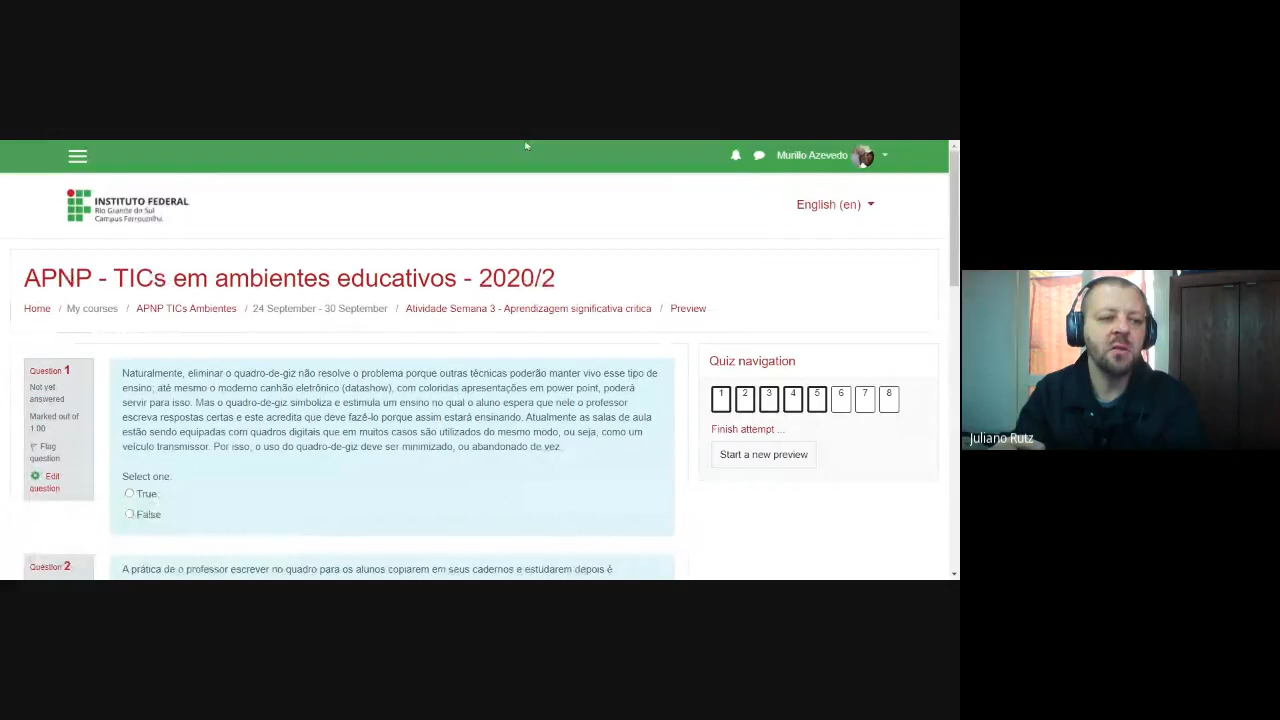 Murillo Azevedo
INSTITUTO FEDERAL
Rio Grande do Sul
Campus Farroupilha
English (en)
APNP - TICs em ambientes educativos - 2020/2
Home / My courses / APNP TICs Ambientes / 24 September - 30 September / Atividade Semana 3 - Aprendizagem significativa critica / Preview
Question 1
Not yet
answered
Marked out of
1.00
Flag
question
Edit
question
Naturalmente, eliminar o quadro-de-giz não resolve o problema porque outras técnicas poderão manter vivo esse tipo de
ensino, até mesmo o moderno canhão eletrônico (datashow), com coloridas apresentações em power point, poderá
servir para isso. Mas o quadro-de-giz simboliza e estimula um ensino no qual o aluno espera que nele o professor
escreva respostas certas e este acredita que deve fazê-lo porque assim estará ensinando. Atualmente as salas de aula
estão sendo equipadas com quadros digitais que em muitos casos são utilizados do mesmo modo, ou seja, como um
veículo transmissor. Por isso, o uso do quadro-de-giz deve ser minimizado, ou abandonado de vez.
Select one:
True
False
Quiz navigation
1 2 3 4 5 6 7 8
Finish attempt ...
Start a new preview
Question 2
A prática de o professor escrever no quadro para os alunos copiarem em seus cadernos e estudarem depois é
Juliano Rutz